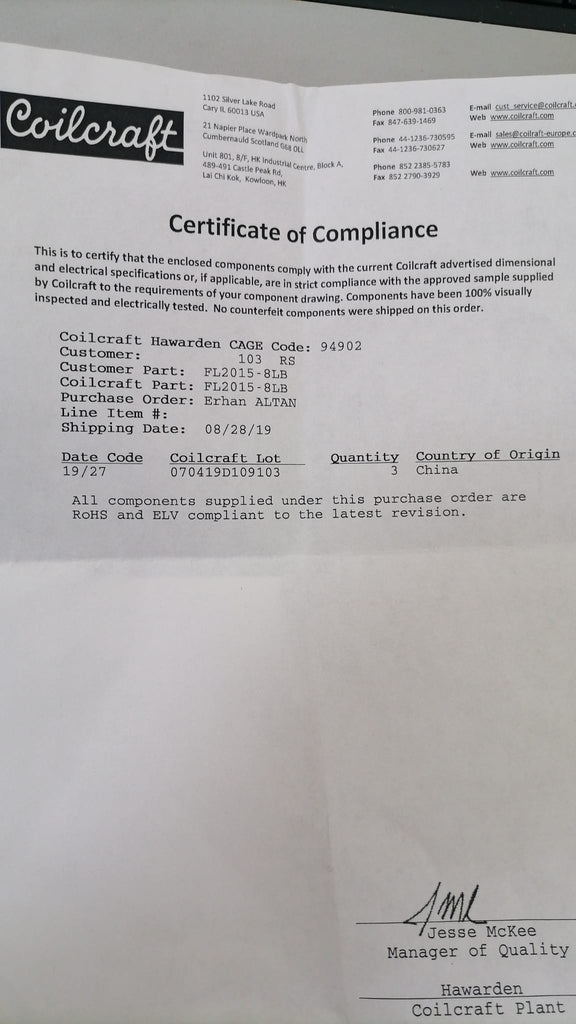 Coilcraft
1102 Silver Lake Road
Cary IL 60013 USA
21 Napier Place Wardpark North
Cumbernauld Scotland G68 0LL
Unit 801, 8/F, HK Industrial Centre, Block A,
489-491 Castle Peak Rd,
Lai Chi Kok, Kowloon, HK
Phone 800-981-0363
Fax 847-639-1469
Phone 44-1236-730595
Fax 44-1236-730627
Phone 852 2385-5783
Fax 852 2790-3929
E-mail cust_service@coilcraft.
Web www.coilcraft.com
E-mail sales@coilraft-europe.c
Web www.coilcraft.com
Web www.coilcraft.com
Certificate of Compliance
This is to certify that the enclosed components comply with the current Coilcraft advertised dimensional
and electrical specifications or, if applicable, are in strict compliance with the approved sample supplied
by Coilcraft to the requirements of your component drawing. Components have been 100% visually
inspected and electrically tested. No counterfeit components were shipped on this order.
Coilcraft Hawarden CAGE Code: 94902
Customer: 103 RS
Customer Part: FL2015-8LB
Coilcraft Part: FL2015-8LB
Purchase Order: Erhan ALTAN
Line Item #:
Shipping Date: 08/28/19
Date Code Coilcraft Lot Quantity Country of Origin
19/27 070419D109103 3 China
All components supplied under this purchase order are
RoHS and ELV compliant to the latest revision.
Jesse McKee
Manager of Quality
Hawarden
Coilcraft Plant